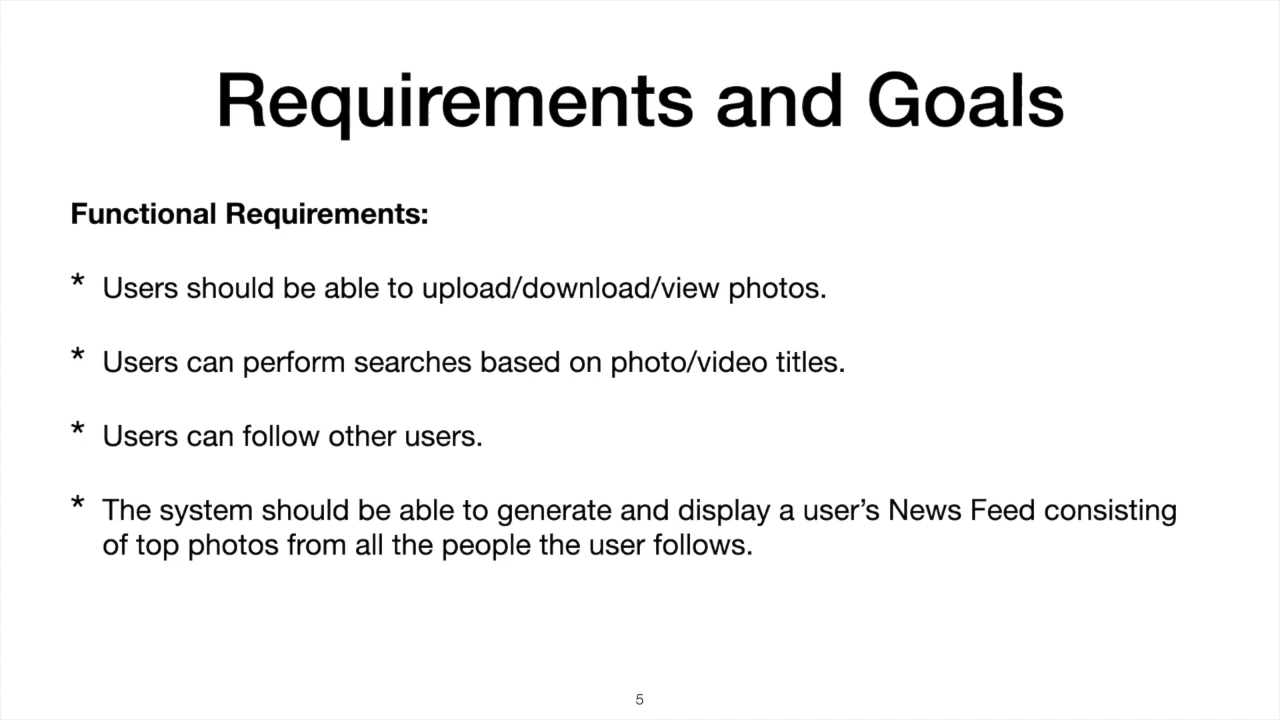 Requirements and Goals
Functional Requirements:
* Users should be able to upload/download/view photos.
* Users can perform searches based on photo/video titles.
* Users can follow other users.
* The system should be able to generate and display a user’s News Feed consisting
of top photos from all the people the user follows.
5